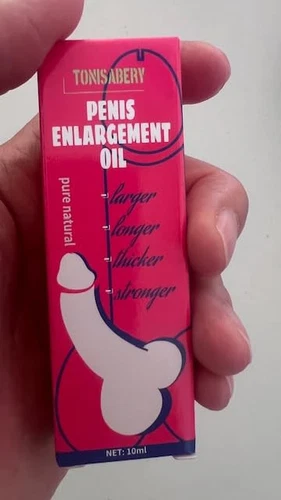 TONISABERY
PENIS
ENLARGEMENT
OIL
pure natural
larger
longer
thicker
stronger
NET: 10ml